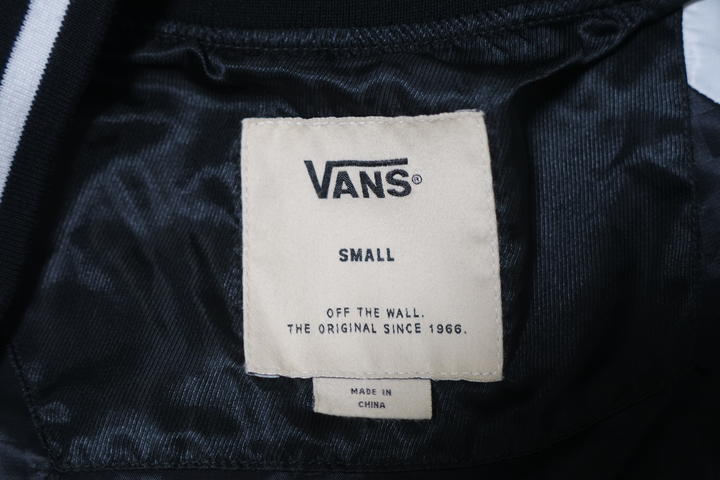 VANS®
SMALL
OFF THE WALL.
THE ORIGINAL SINCE 1966.
MADE IN
CHINA